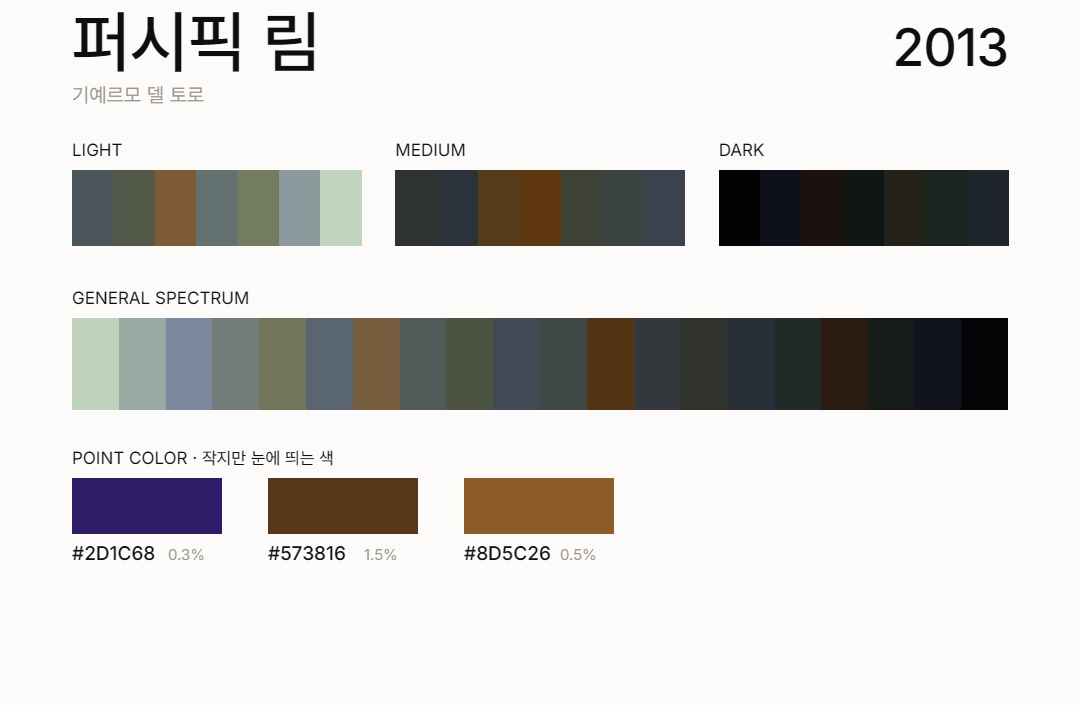 퍼시픽 림
2013
기예르모 델 토로
LIGHT
MEDIUM
DARK
GENERAL SPECTRUM
POINT COLOR · 작지만 눈에 띄는 색
#2D1C68 0.3%
#573816 1.5%
#8D5C26 0.5%